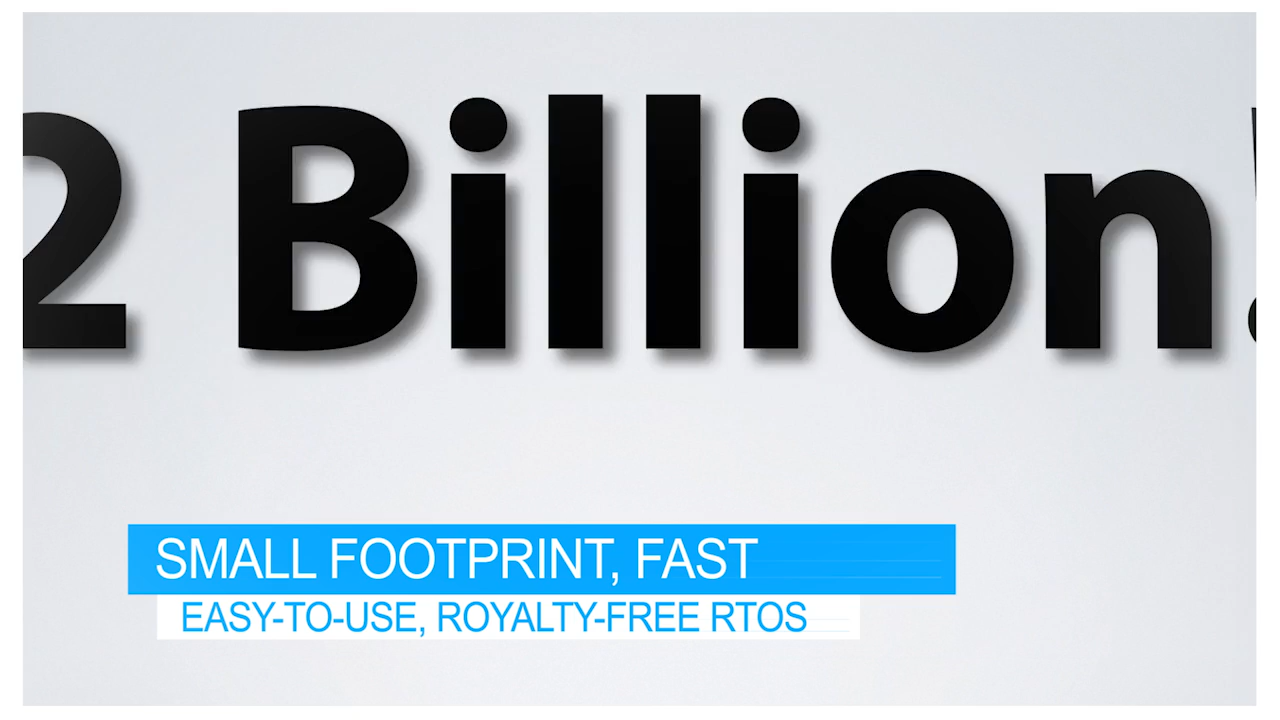 2 Billion!
SMALL FOOTPRINT, FAST
EASY-TO-USE, ROYALTY-FREE RTOS